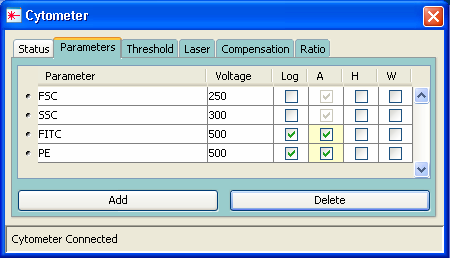 Cytometer
Status Parameters Threshold Laser Compensation Ratio
Parameter Voltage Log A H W
FSC 250
SSC 300
FITC 500
PE 500
Add Delete
Cytometer Connected